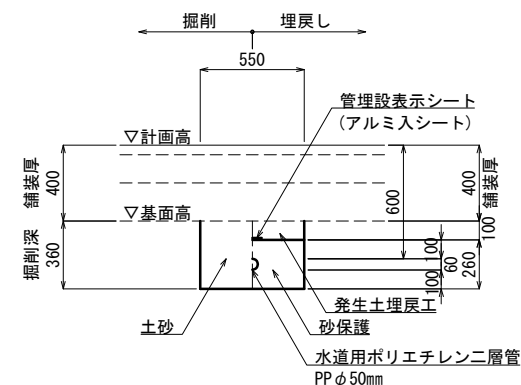 掘削 埋戻し
550
管埋設表示シート
(アルミ入シート)
▽計画高
舗装厚
400
600
400
舗装厚
▽基面高
掘削深
360
100
100
60
100
260
発生土埋戻工
土砂 砂保護
水道用ポリエチレン二層管
PPφ50mm